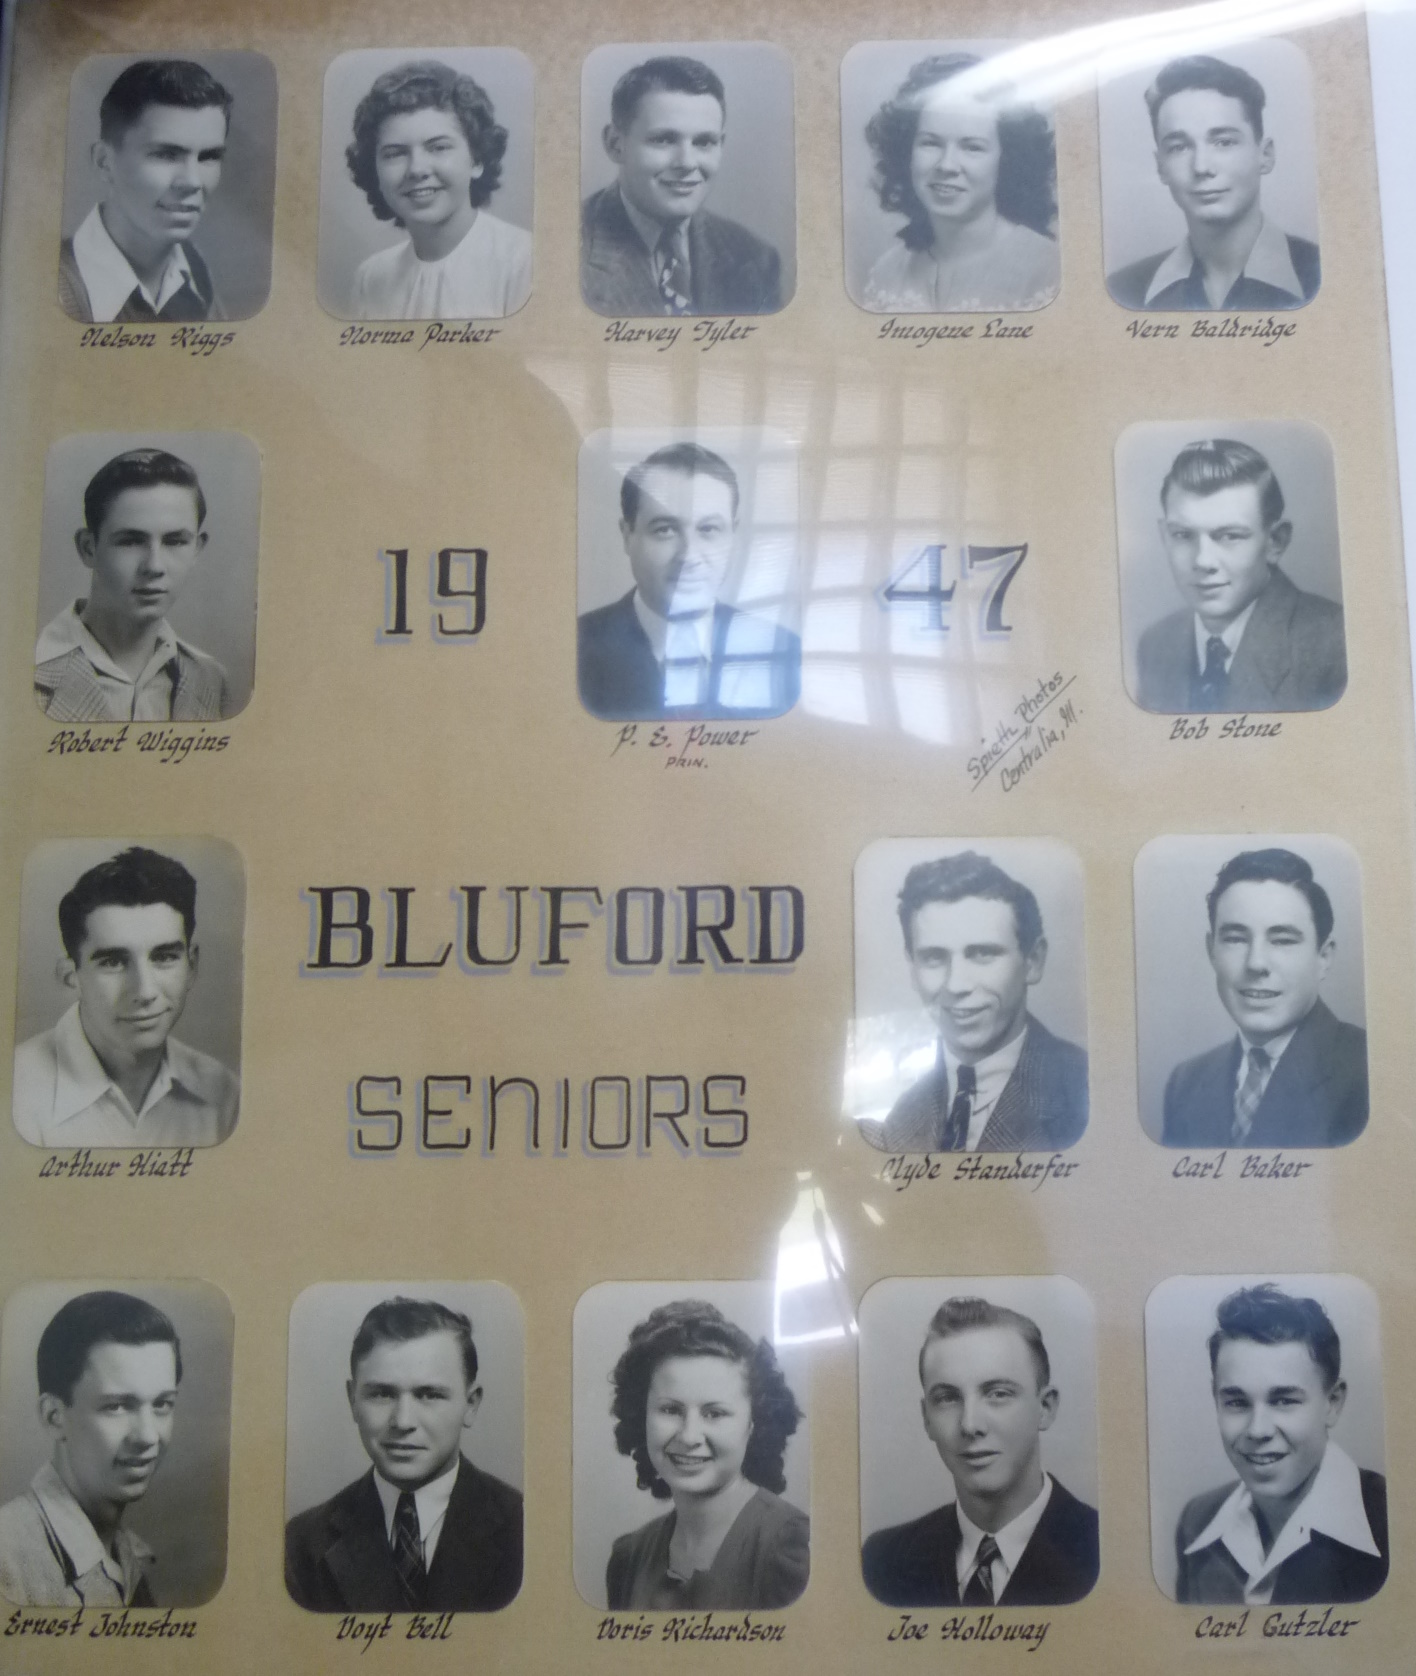 Nelson Riggs
Norma Parker
Harvey Tyler
Imogene Lane
Vern Baldridge
19
47
Robert Wiggins
P. E. Power
PRIN.
Spieth Photos
Centralia, Ill.
Bob Stone
BLUFORD
SENIORS
Arthur Hiatt
Clyde Standerfer
Carl Baker
Ernest Johnston
Doyt Bell
Doris Richardson
Joe Holloway
Carl Gutzler